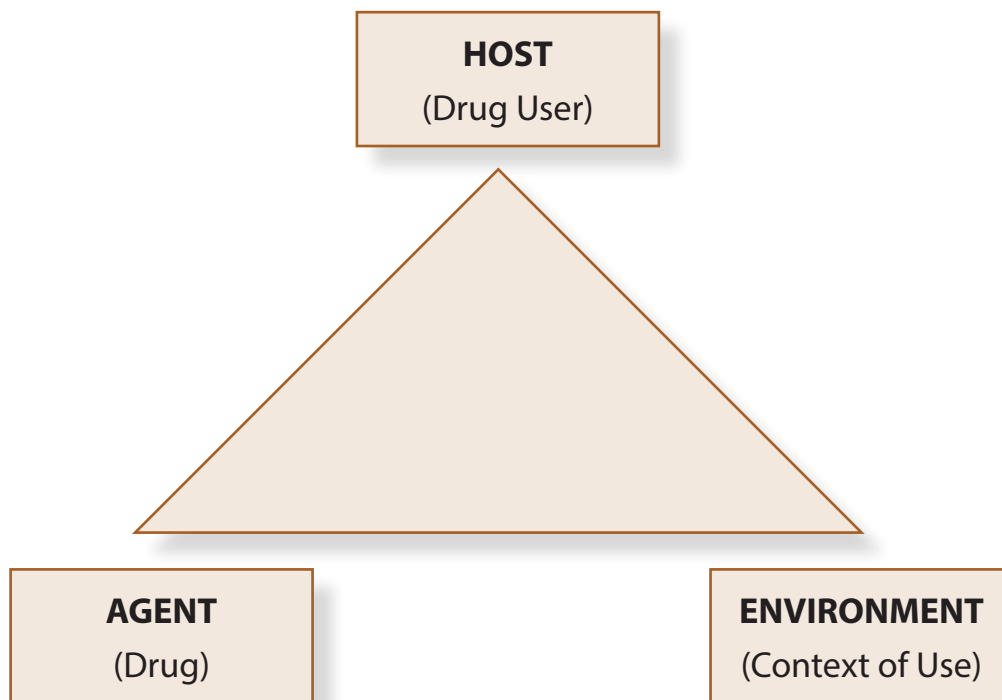 HOST
(Drug User)
AGENT
(Drug)
ENVIRONMENT
(Context of Use)